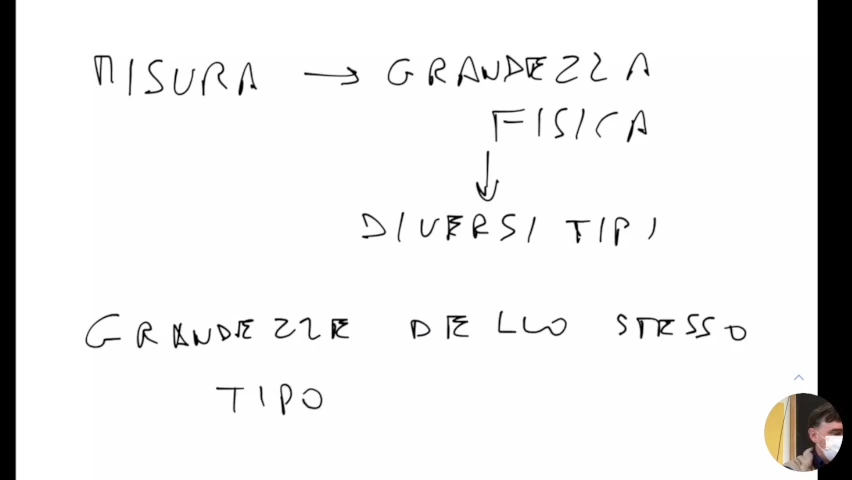 MISURA → GRANDEZZA
FISICA
↓
DIVERSI TIPI
GRANDEZZE DELLO STESSO
TIPO